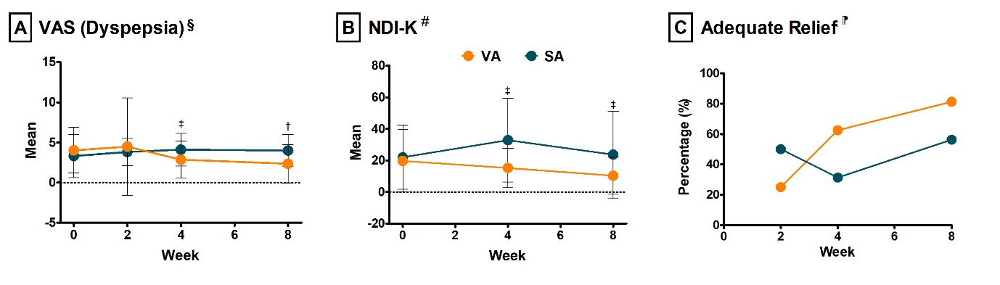 A VAS (Dyspepsia) §
15
10
5
0
-5
Mean
0 2 4 6 8
Week
‡
†
B NDI-K #
VA SA
80
60
40
20
0
-20
Mean
0 2 4 6 8
Week
‡
‡
C Adequate Relief ⁋
100
80
60
40
20
0
Percentage (%)
0 2 4 6 8
Week